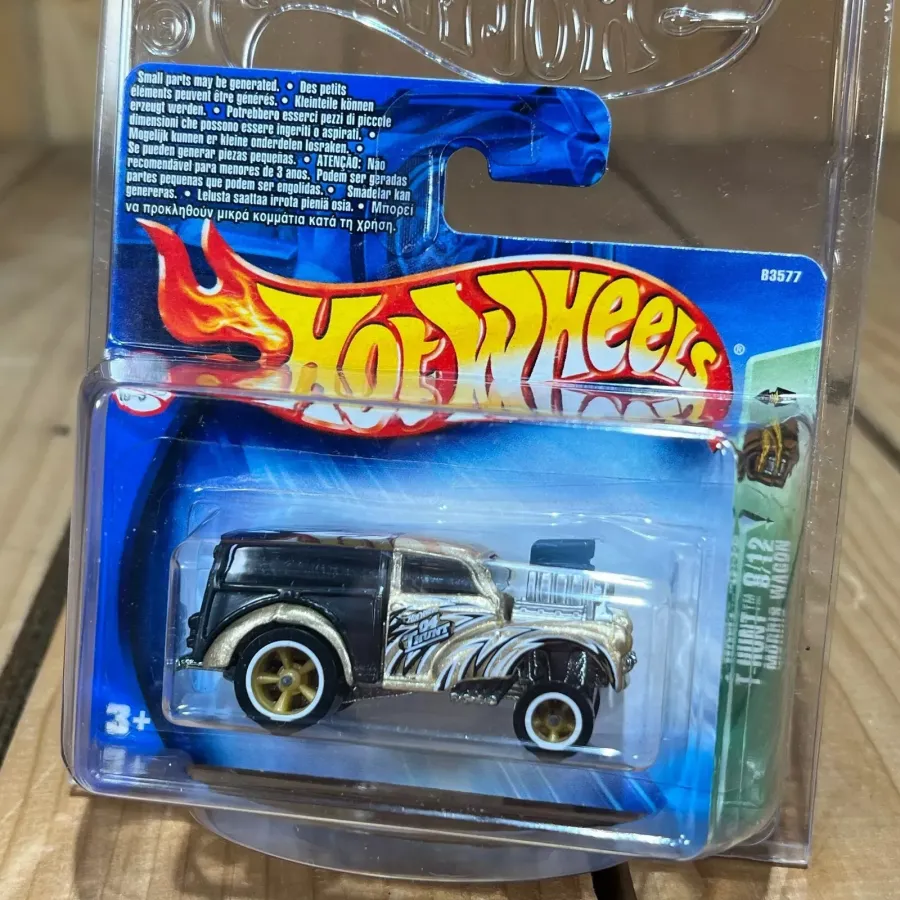 Small parts may be generated. • Des petits
éléments peuvent être générés. • Kleinteile können
erzeugt werden. • Potrebbero esserci pezzi di piccole
dimensioni che possono essere ingeriti o aspirati. •
Mogelijk kunnen er kleine onderdelen losraken. •
Se pueden generar piezas pequeñas. • ATENÇÃO: Não
recomendável para menores de 3 anos. Podem ser geradas
partes pequenas que podem ser engolidas. • Smådelar kan
genereras. • Lelusta saattaa irrota pieniä osia. • Μπορεί
να προκληθούν μικρά κομμάτια κατά τη χρήση.
B3577
HOT WHEELS
®
04
T-HUNT
3+
T-HUNT™ 8/12
MORRIS WAGON